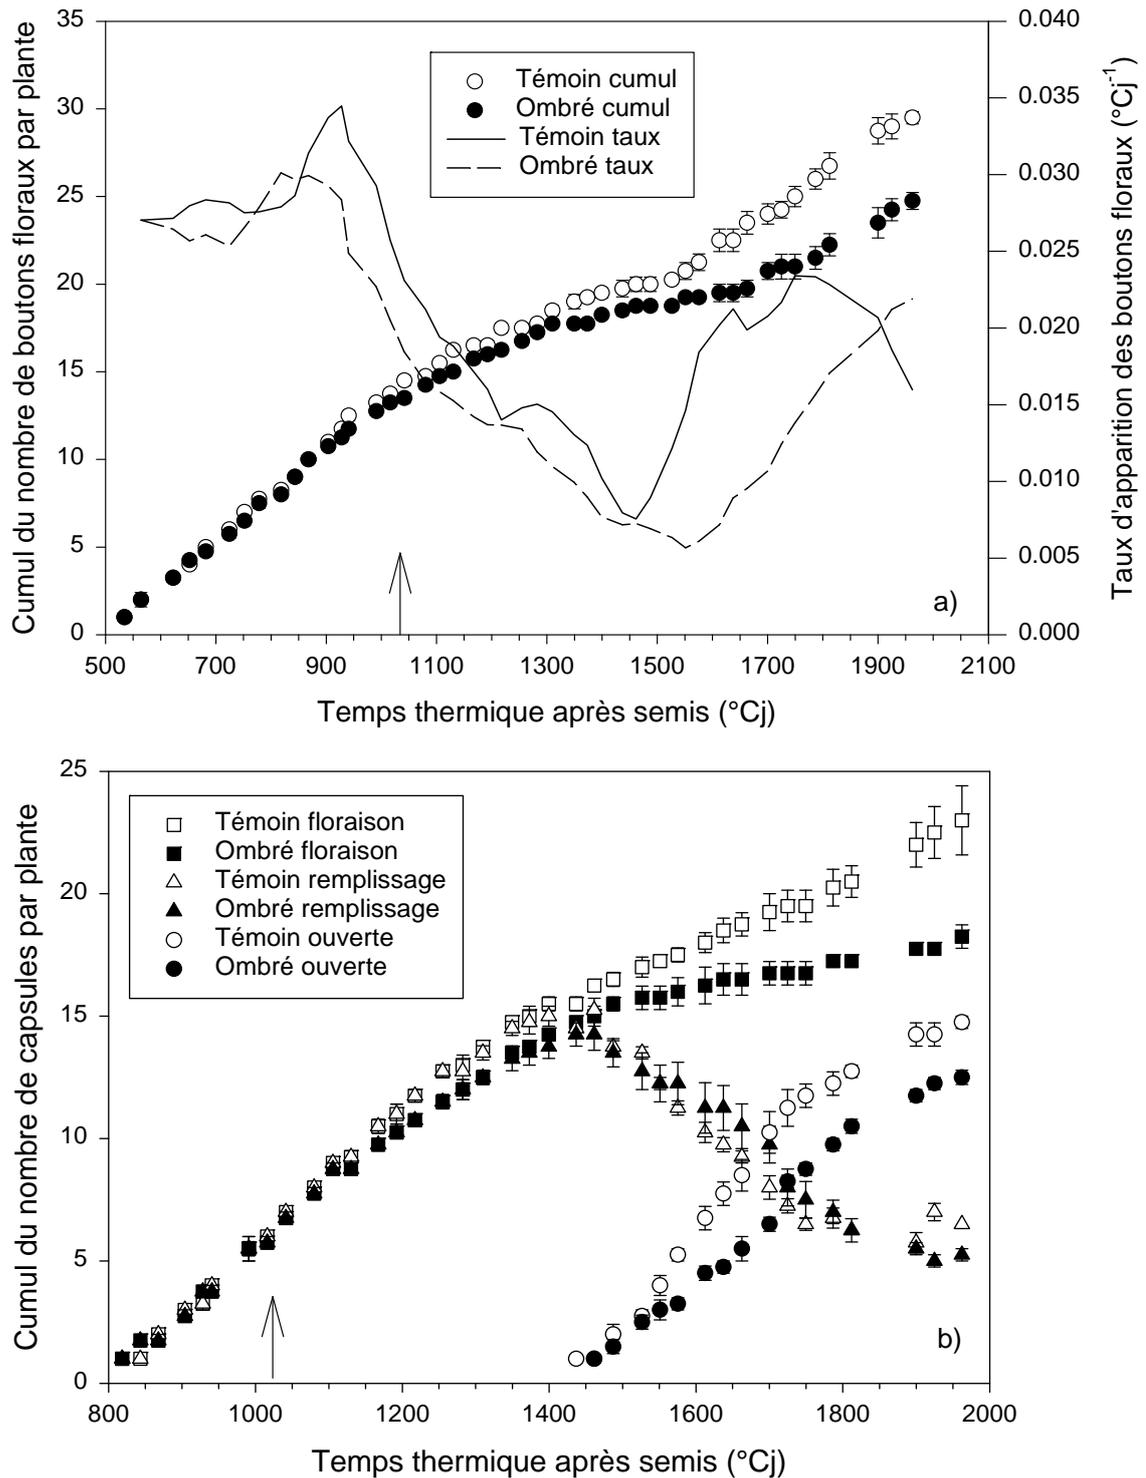 35
30
25
20
15
10
5
0
Cumul du nombre de boutons floraux par plante
Témoin cumul
Ombré cumul
Témoin taux
Ombré taux
0.040
0.035
0.030
0.025
0.020
0.015
0.010
0.005
0.000
Taux d'apparition des boutons floraux (°Cj-1)
a)
500 700 900 1100 1300 1500 1700 1900 2100
Temps thermique après semis (°Cj)
25
20
15
10
5
0
Cumul du nombre de capsules par plante
Témoin floraison
Ombré floraison
Témoin remplissage
Ombré remplissage
Témoin ouverte
Ombré ouverte
b)
800 1000 1200 1400 1600 1800 2000
Temps thermique après semis (°Cj)